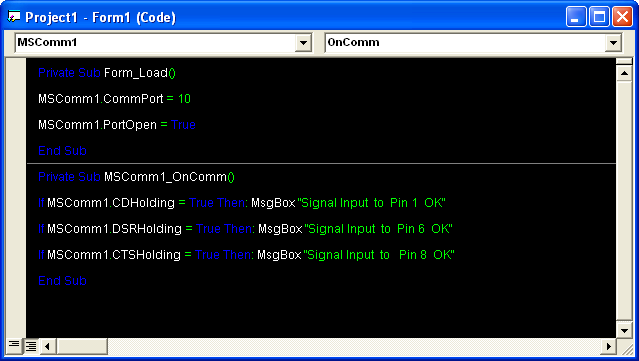 Project1 - Form1 (Code)
MSComm1 OnComm
Private Sub Form_Load()
MSComm1.CommPort = 10
MSComm1.PortOpen = True
End Sub
Private Sub MSComm1_OnComm()
If MSComm1.CDHolding = True Then: MsgBox "Signal Input to Pin 1 OK"
If MSComm1.DSRHolding = True Then: MsgBox "Signal Input to Pin 6 OK"
If MSComm1.CTSHolding = True Then: MsgBox "Signal Input to Pin 8 OK"
End Sub